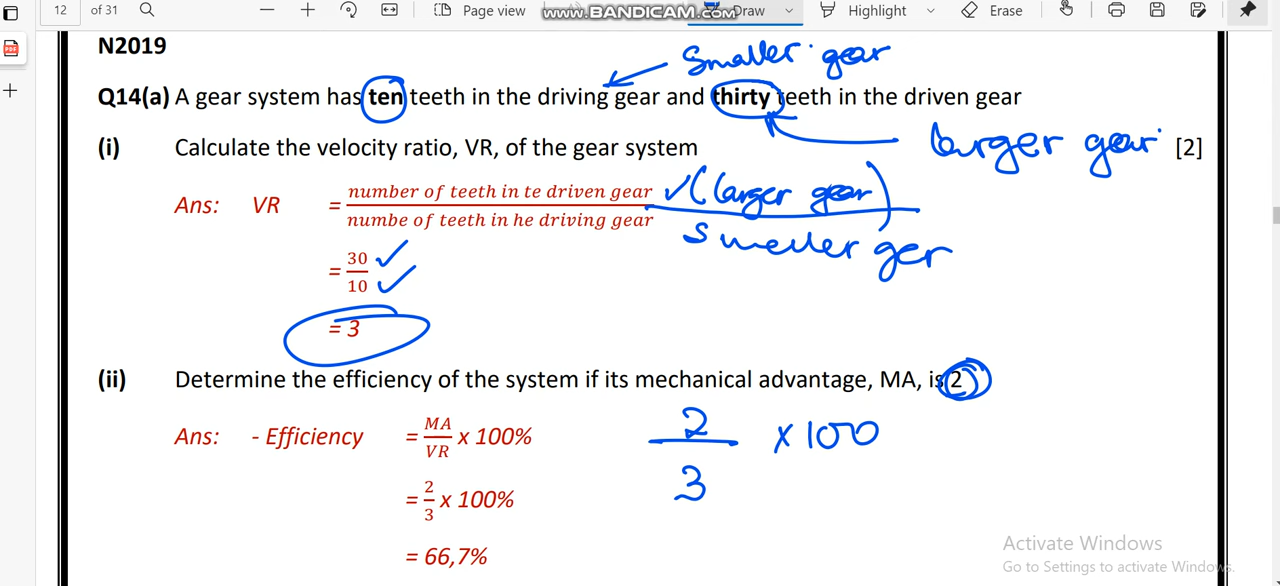 12 of 31 Page view www.BANDICAM.com Draw Highlight Erase
N2019
Smaller gear
Q14(a) A gear system has ten teeth in the driving gear and thirty teeth in the driven gear
larger gear
(i) Calculate the velocity ratio, VR, of the gear system [2]
Ans: VR = number of teeth in te driven gear / numbe of teeth in he driving gear
✓( larger gear )
smeller ger
= 30 / 10 ✓ ✓
= 3
(ii) Determine the efficiency of the system if its mechanical advantage, MA, is 2
Ans: - Efficiency = MA / VR x 100%
2 / 3 x 100
= 2 / 3 x 100%
= 66,7%
Activate Windows
Go to Settings to activate Windows.